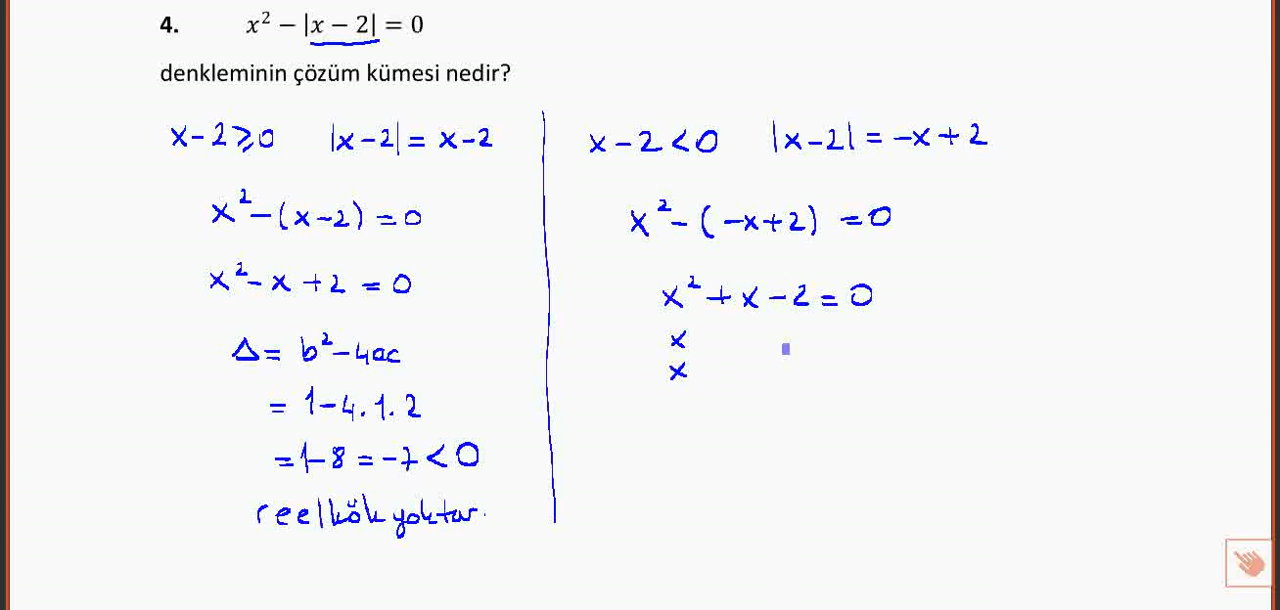 4. x² − |x − 2| = 0
denkleminin çözüm kümesi nedir?
x-2≥0 |x-2| = x-2
x²-(x-2) = 0
x²-x+2 = 0
Δ= b²-4ac
= 1-4.1.2
=1-8 = -7 < 0
reel kök yoktur.
x-2<0 |x-2| = -x+2
x²-(-x+2) = 0
x²+x-2=0
x
x